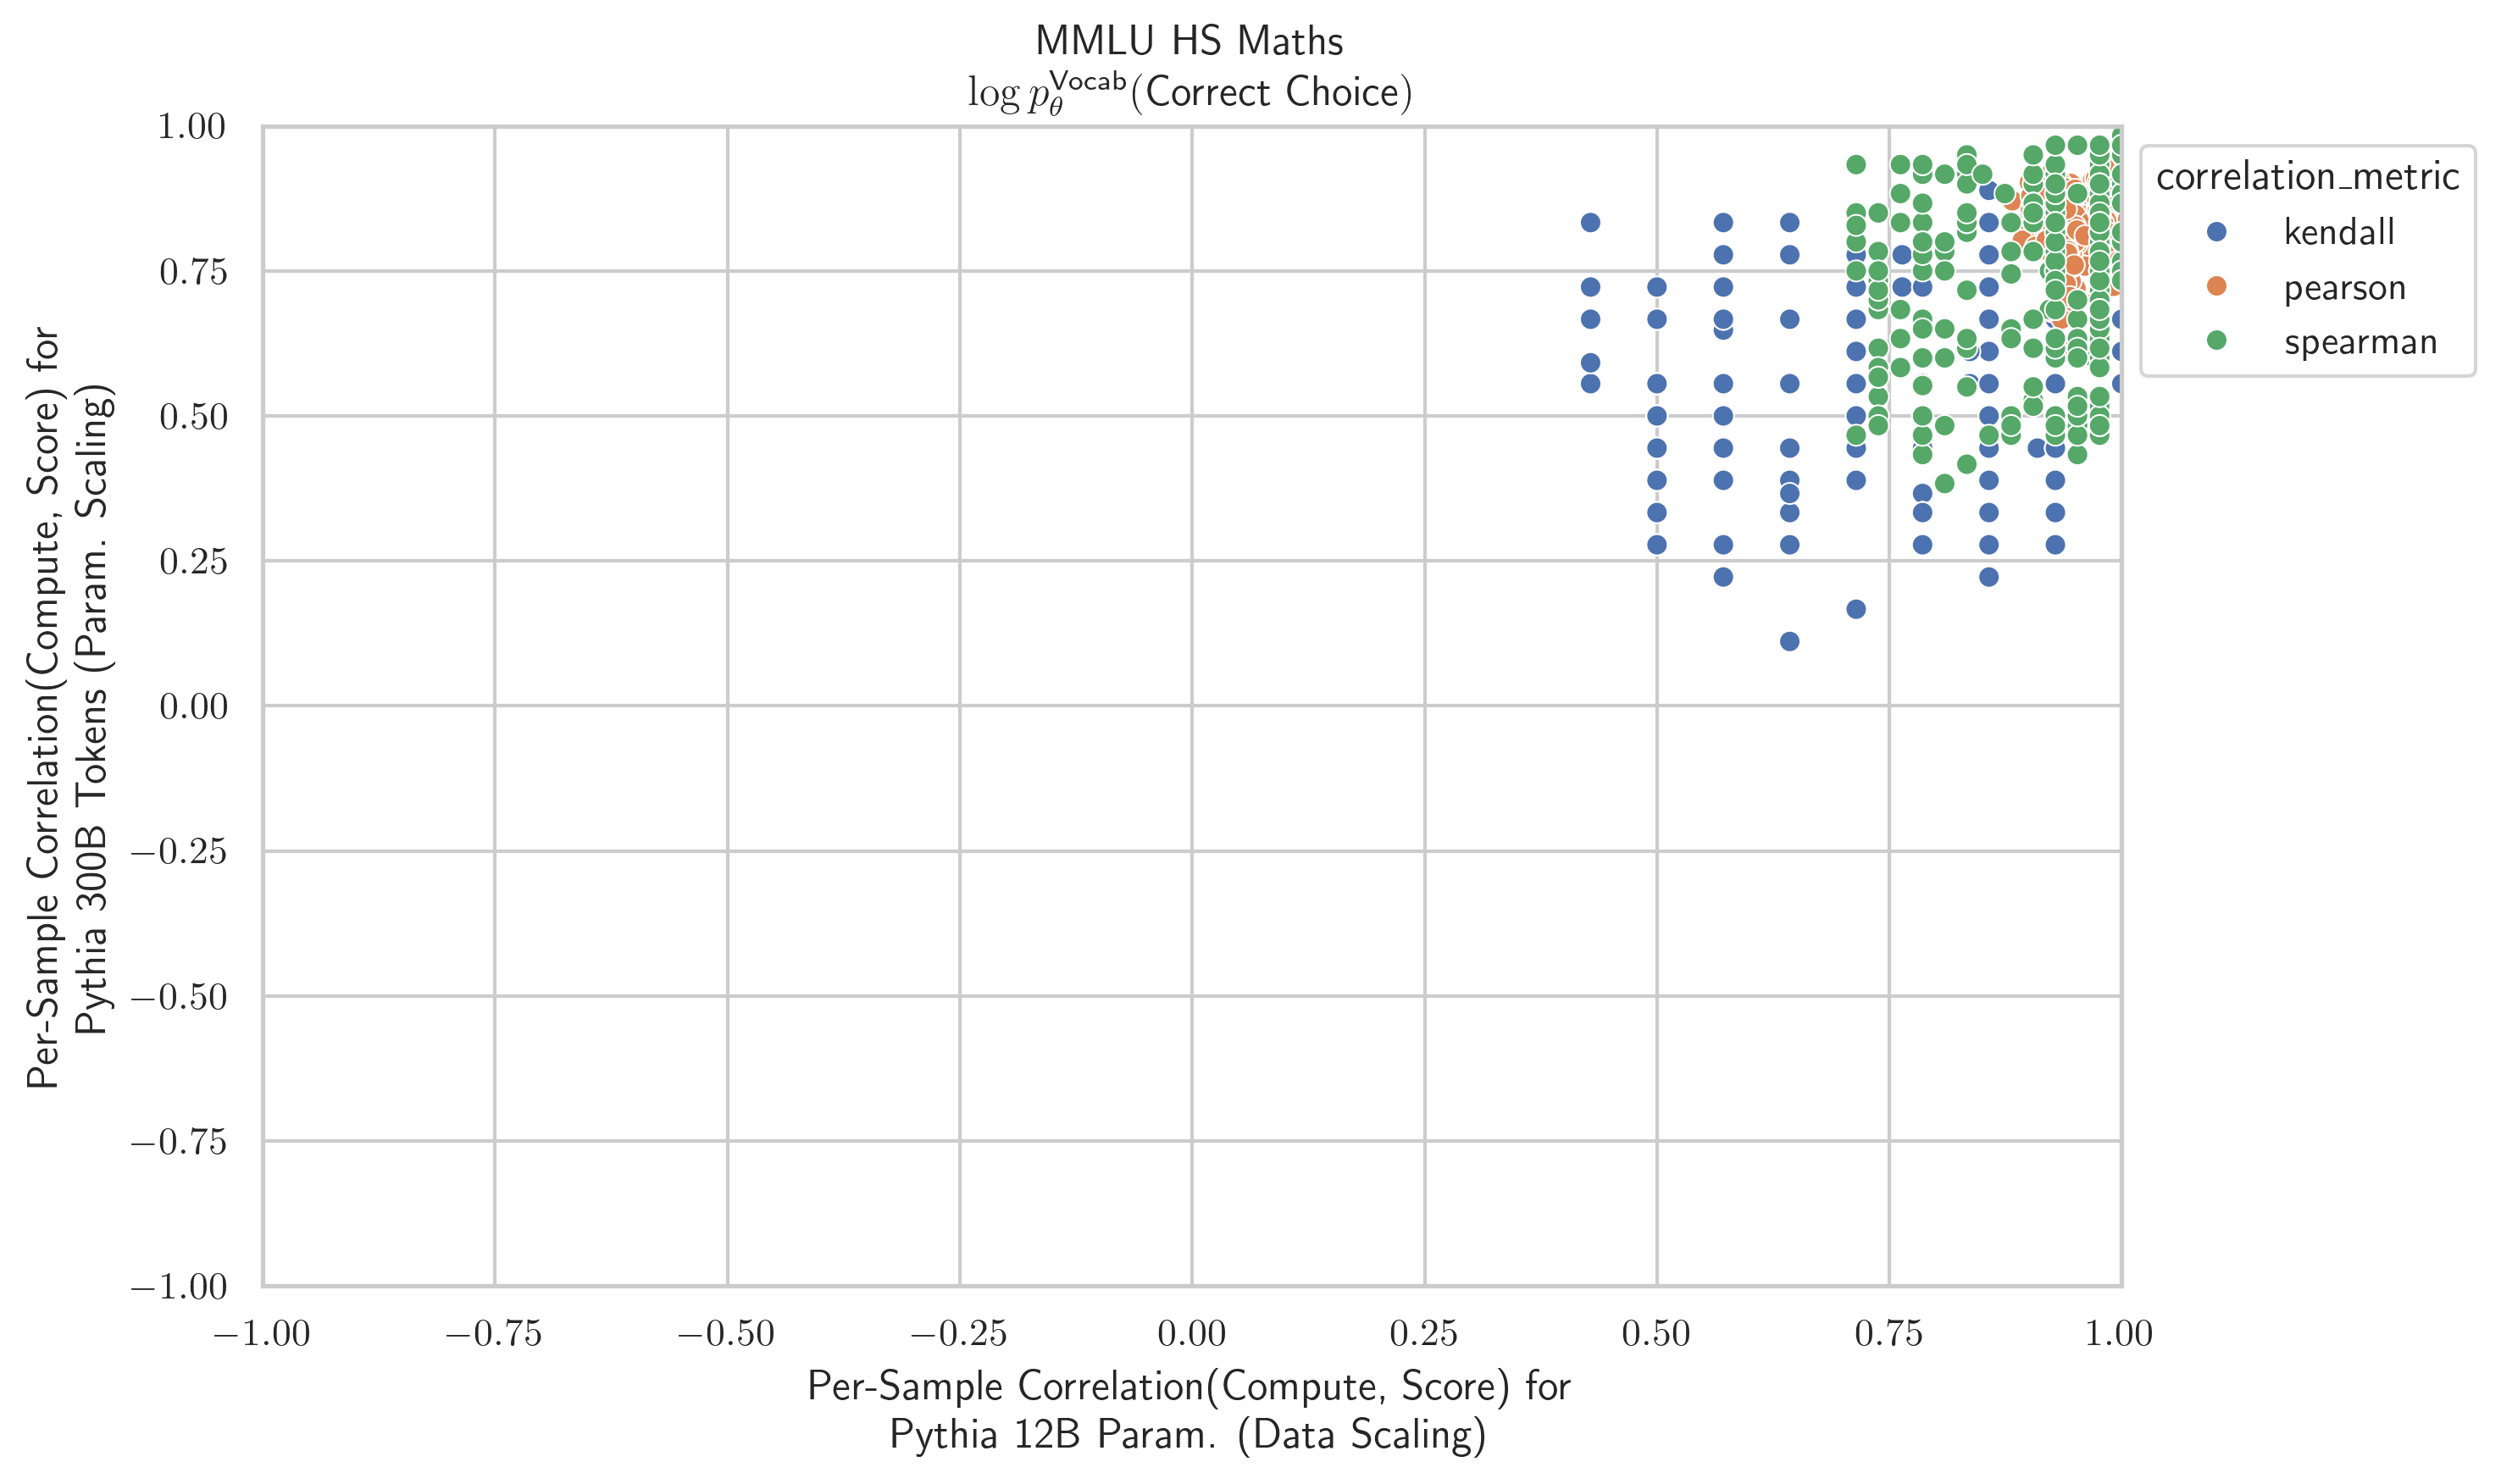 MMLU HS Maths
log p_θ^Vocab(Correct Choice)
Per-Sample Correlation(Compute, Score) for
Pythia 300B Tokens (Param. Scaling)
1.00
0.75
0.50
0.25
0.00
−0.25
−0.50
−0.75
−1.00
−1.00 −0.75 −0.50 −0.25 0.00 0.25 0.50 0.75 1.00
Per-Sample Correlation(Compute, Score) for
Pythia 12B Param. (Data Scaling)
correlation_metric
kendall
pearson
spearman